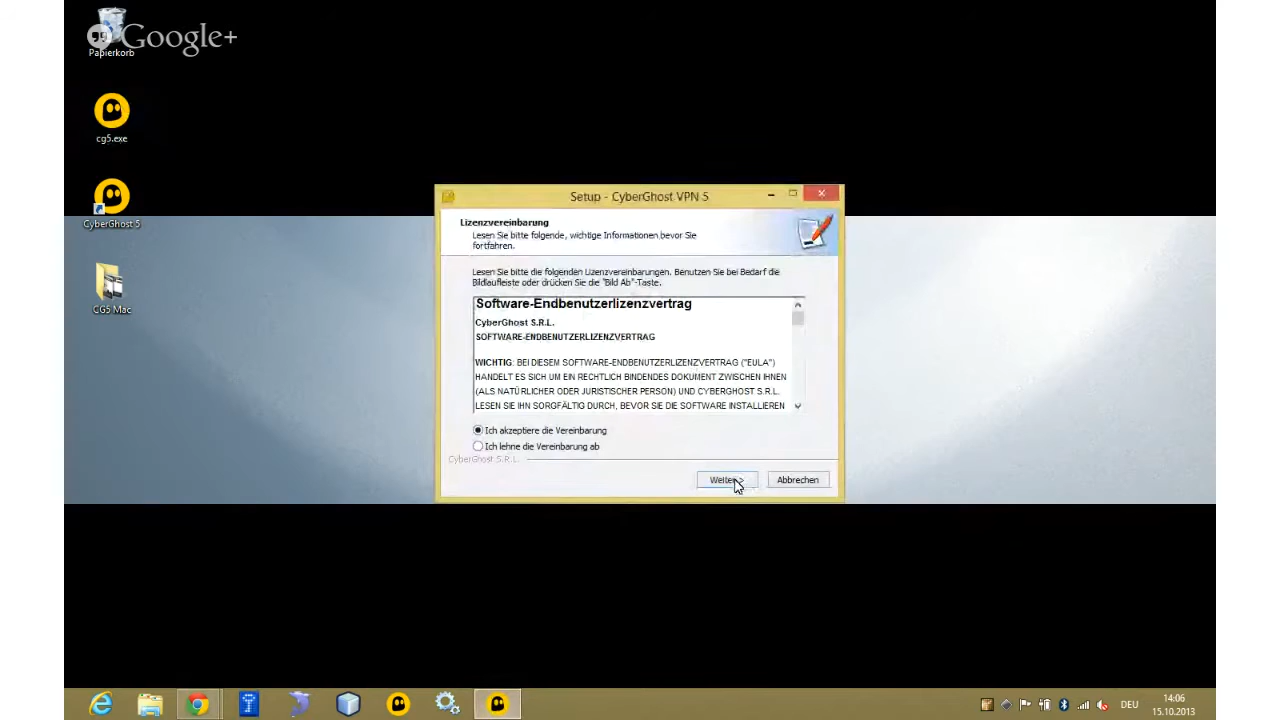 Google+
Papierkorb
cg5.exe
CyberGhost 5
CG5 Mac
Setup - CyberGhost VPN 5
Lizenzvereinbarung
Lesen Sie bitte folgende, wichtige Informationen bevor Sie
fortfahren.
Lesen Sie bitte die folgenden Lizenzvereinbarungen. Benutzen Sie bei Bedarf die
Bildlaufleiste oder drücken Sie die "Bild Ab"-Taste.
Software-Endbenutzerlizenzvertrag
CyberGhost S.R.L.
SOFTWARE-ENDBENUTZERLIZENZVERTRAG
WICHTIG: BEI DIESEM SOFTWARE-ENDBENUTZERLIZENZVERTRAG ("EULA")
HANDELT ES SICH UM EIN RECHTLICH BINDENDES DOKUMENT ZWISCHEN IHNEN
(ALS NATÜRLICHER ODER JURISTISCHER PERSON) UND CYBERGHOST S.R.L.
LESEN SIE IHN SORGFÄLTIG DURCH, BEVOR SIE DIE SOFTWARE INSTALLIEREN
Ich akzeptiere die Vereinbarung
Ich lehne die Vereinbarung ab
CyberGhost S.R.L.
Weiter > Abbrechen
DEU
14:06
15.10.2013